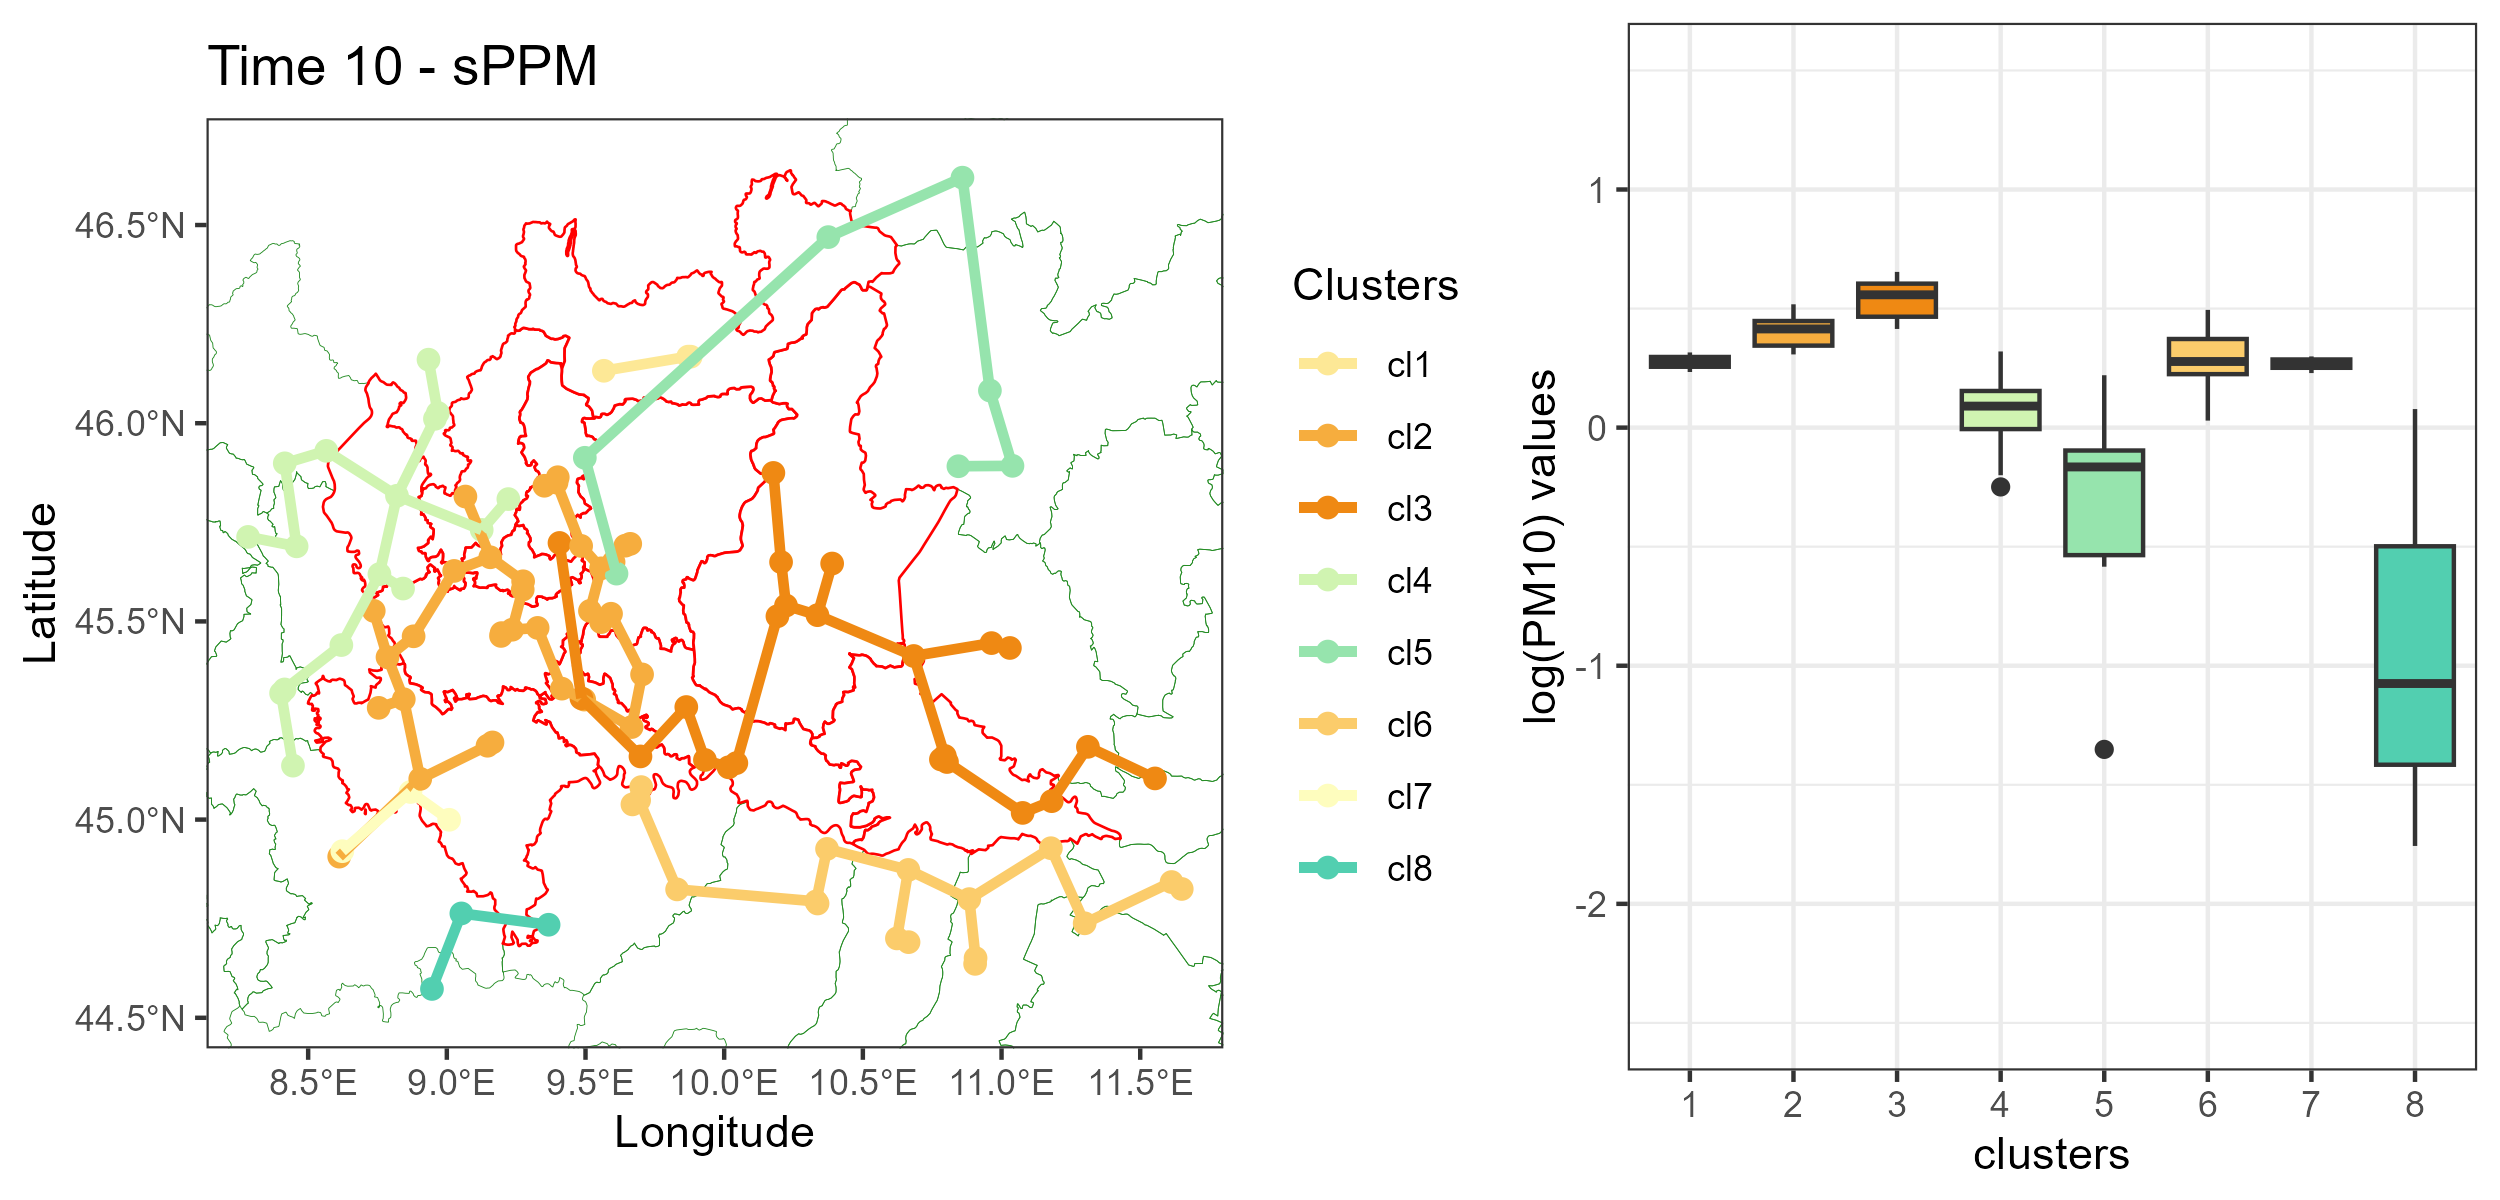 Time 10 - sPPM
Latitude
46.5°N
46.0°N
45.5°N
45.0°N
44.5°N
8.5°E 9.0°E 9.5°E 10.0°E 10.5°E 11.0°E 11.5°E
Longitude
Clusters
cl1
cl2
cl3
cl4
cl5
cl6
cl7
cl8
log(PM10) values
1
0
-1
-2
1 2 3 4 5 6 7 8
clusters